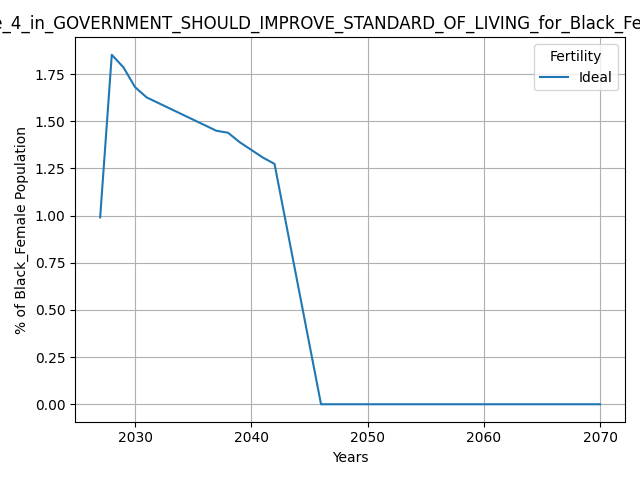 _4_in_GOVERNMENT_SHOULD_IMPROVE_STANDARD_OF_LIVING_for_Black_Fe
Fertility
Ideal
% of Black_Female Population
1.75
1.50
1.25
1.00
0.75
0.50
0.25
0.00
2030 2040 2050 2060 2070
Years